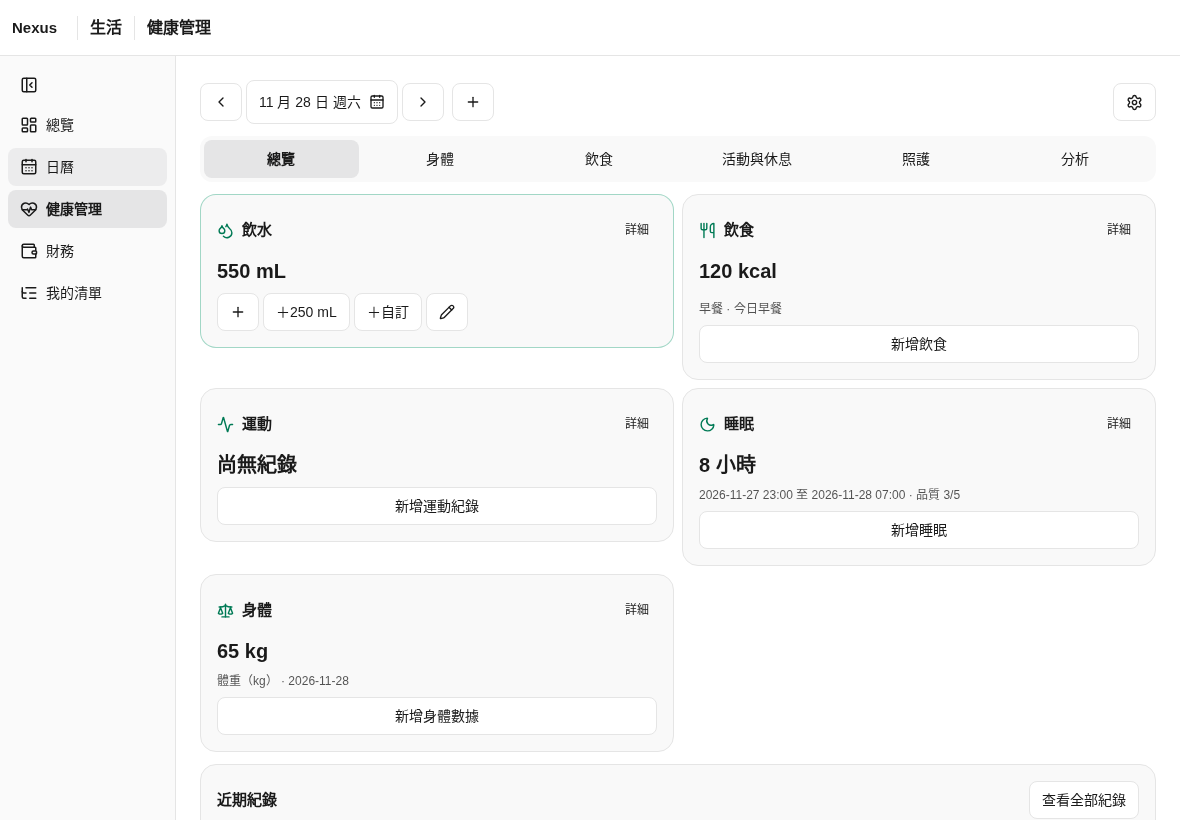 Nexus
生活
健康管理
總覽
日曆
健康管理
財務
我的清單
11 月 28 日 週六
總覽
身體
飲食
活動與休息
照護
分析
飲水
詳細
550 mL
＋250 mL
＋自訂
飲食
詳細
120 kcal
早餐 · 今日早餐
新增飲食
運動
詳細
尚無紀錄
新增運動紀錄
睡眠
詳細
8 小時
2026-11-27 23:00 至 2026-11-28 07:00 · 品質 3/5
新增睡眠
身體
詳細
65 kg
體重（kg） · 2026-11-28
新增身體數據
近期紀錄
查看全部紀錄